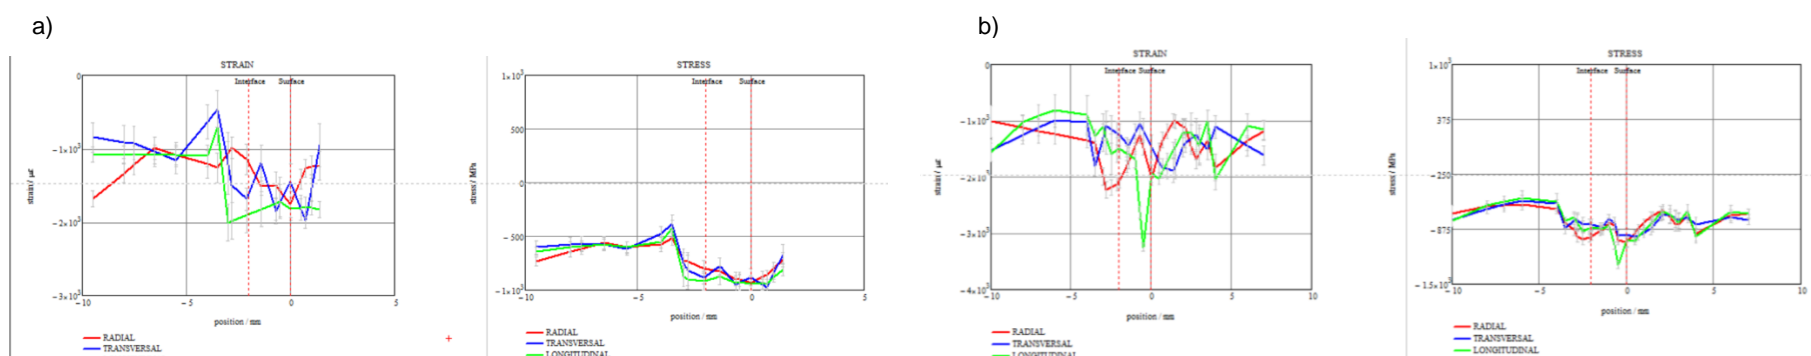 a)
STRAIN
Interface Surface
0
-1×10³
-2×10³
-3×10³
-10 -5 0 5
strain / µε
position / mm
RADIAL
TRANSVERSAL
STRESS
Interface Surface
1×10³
500
0
-500
-1×10³
-10 -5 0 5
stress / MPa
position / mm
RADIAL
TRANSVERSAL
LONGITUDINAL
b)
STRAIN
Interface Surface
0
-1×10³
-2×10³
-3×10³
-4×10³
-10 -5 0 5 10
strain / µε
position / mm
RADIAL
TRANSVERSAL
LONGITUDINAL
STRESS
Interface Surface
1×10³
375
-250
-875
-1.5×10³
-10 -5 0 5 10
stress / MPa
position / mm
RADIAL
TRANSVERSAL
LONGITUDINAL